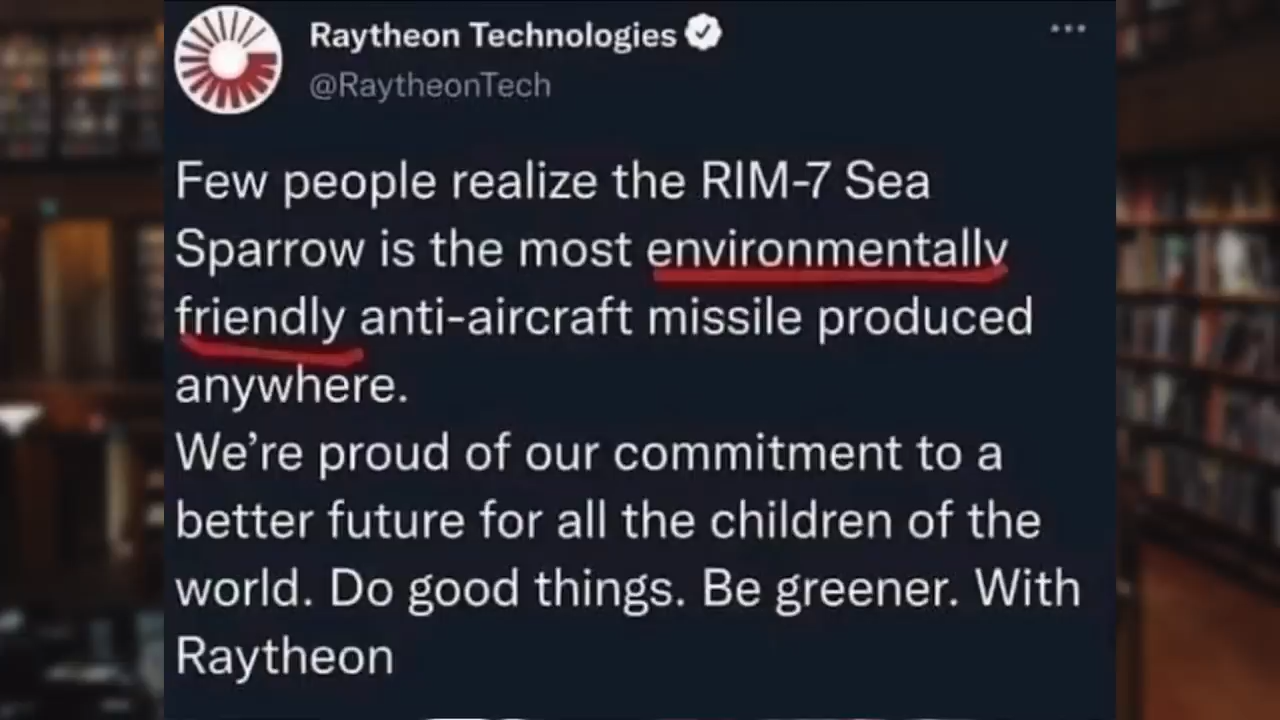 Raytheon Technologies
@RaytheonTech
Few people realize the RIM-7 Sea
Sparrow is the most environmentally
friendly anti-aircraft missile produced
anywhere.
We're proud of our commitment to a
better future for all the children of the
world. Do good things. Be greener. With
Raytheon